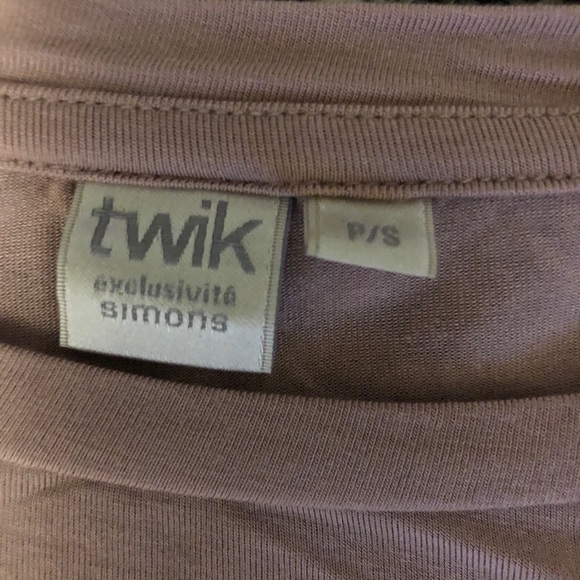 twik
exclusivité
simons
P/S